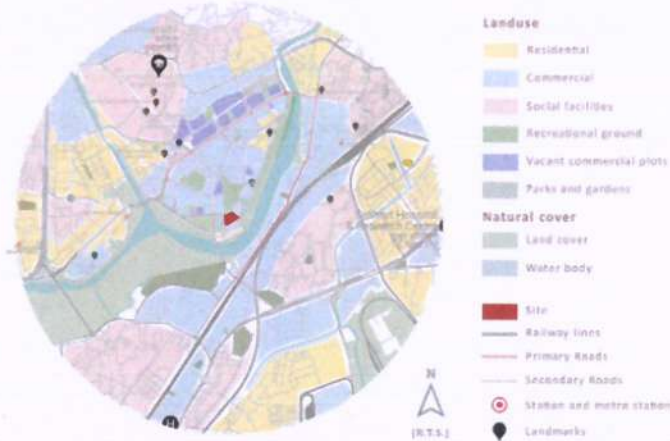 Landuse
Residential
Commercial
Social facilities
Recreational ground
Vacant commercial plots
Parks and gardens
Natural cover
Land cover
Water body
Site
Railway lines
Primary Roads
Secondary Roads
Station and metro station
Landmarks
N
[N.T.S.]
H